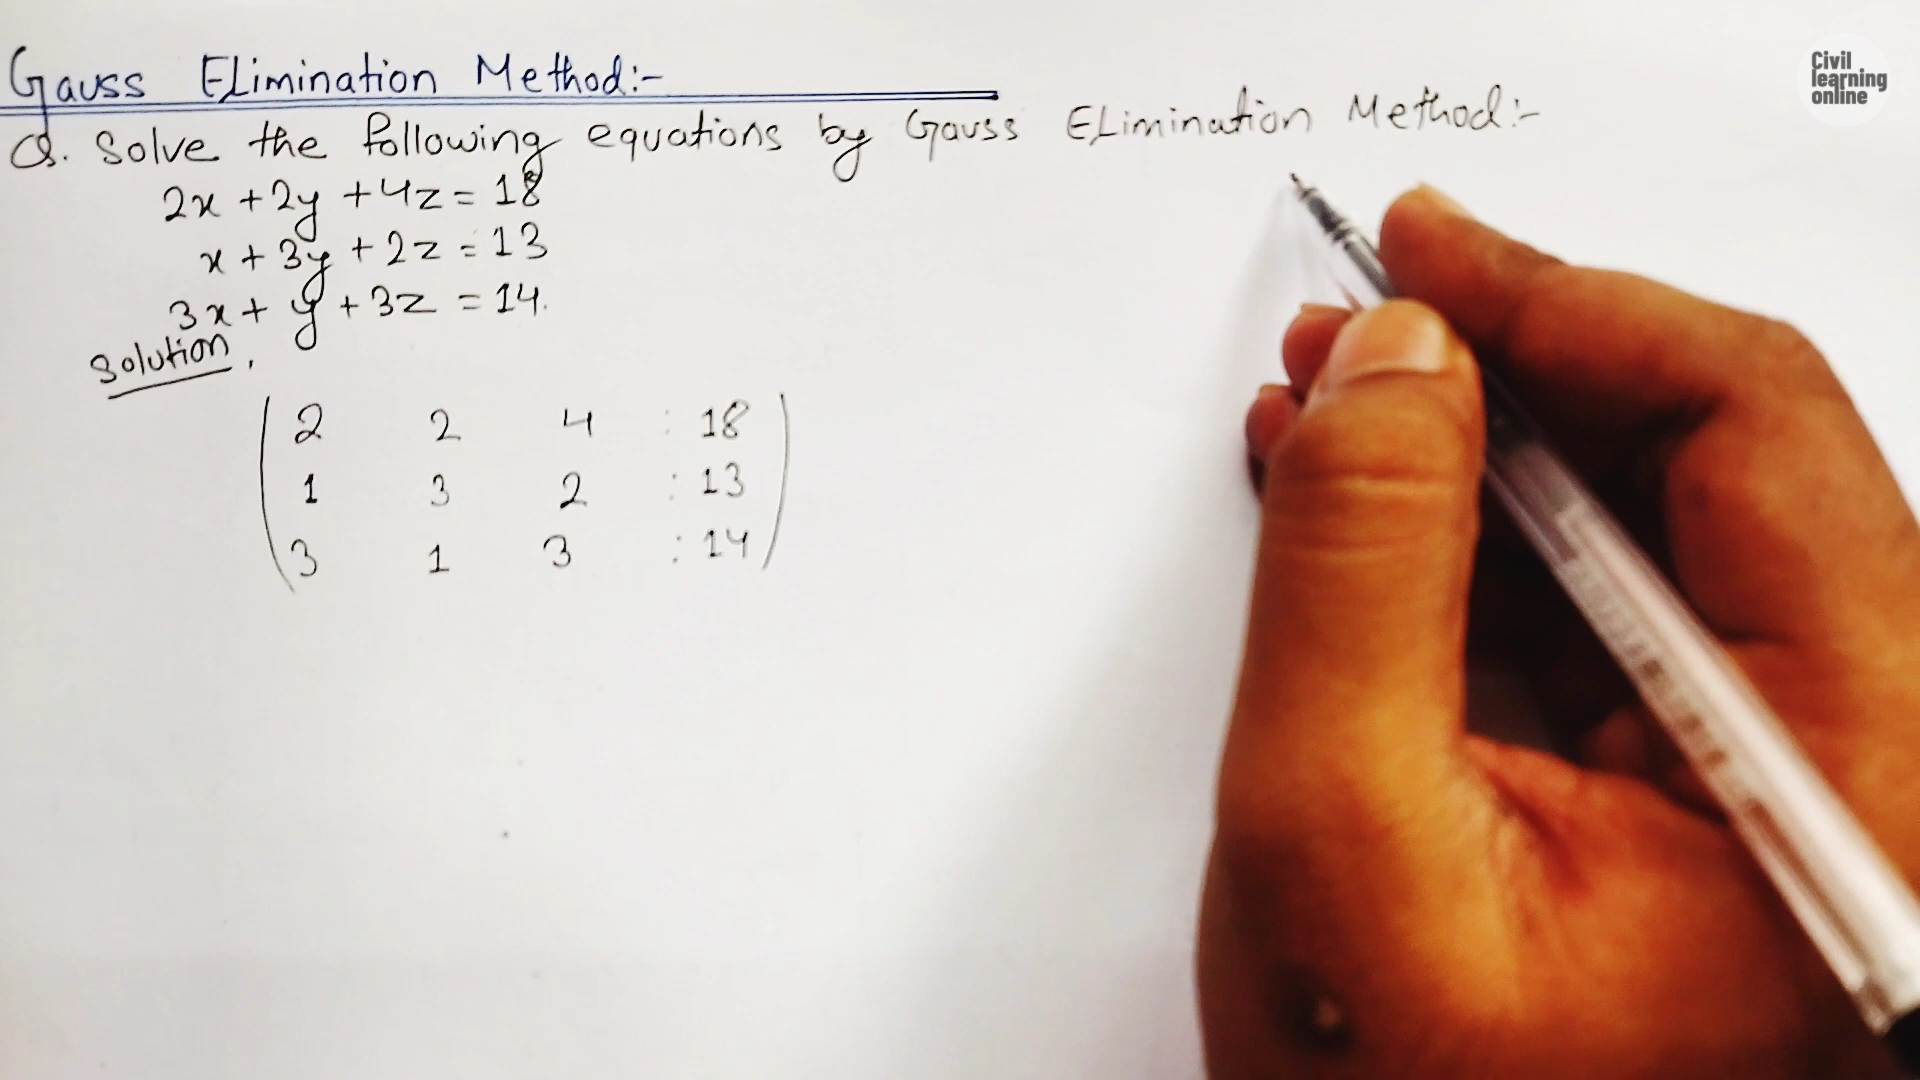 Gauss Elimination Method:-
Q. Solve the following equations by Gauss Elimination Method:-
2x + 2y + 4z = 18
x + 3y + 2z = 13
3x + y + 3z = 14.
Solution,
2 2 4 : 18
1 3 2 : 13
3 1 3 : 14
Civil
learning
online